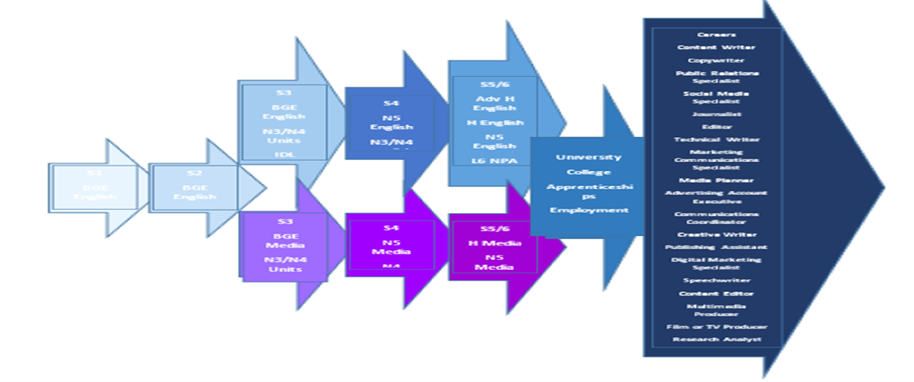 S1
BGE
English
S2
BGE
English
S3
BGE
English
N3/N4
Units
IDL
S4
N5
English
N3/N4
S5/6
Adv H
English
H English
N5
English
L6 NPA
S3
BGE
Media
N3/N4
Units
S4
N5
Media
N4
S5/6
H Media
N5
Media
University
College
Apprenticeshi
ps
Employment
Careers
Content Writer
Copywriter
Public Relations
Specialist
Social Media
Specialist
Journalist
Editor
Technical Writer
Marketing
Communications
Specialist
Media Planner
Advertising Account
Executive
Communications
Coordinator
Creative Writer
Publishing Assistant
Digital Marketing
Specialist
Speechwriter
Content Editor
Multimedia
Producer
Film or TV Producer
Research Analyst